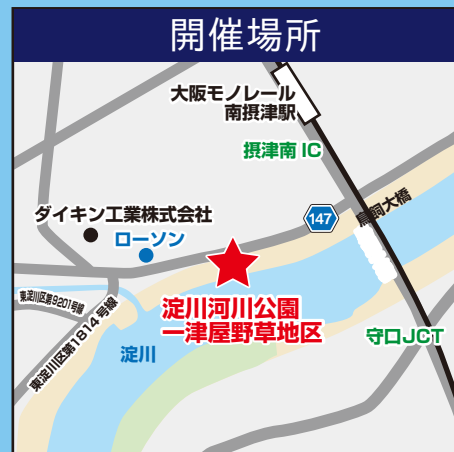 開催場所
大阪モノレール
南摂津駅
摂津南 IC
147
鳥飼大橋
ダイキン工業株式会社
ローソン
東淀川区第9201号線
東淀川区第1814号線
淀川河川公園
一津屋野草地区
淀川
守口JCT